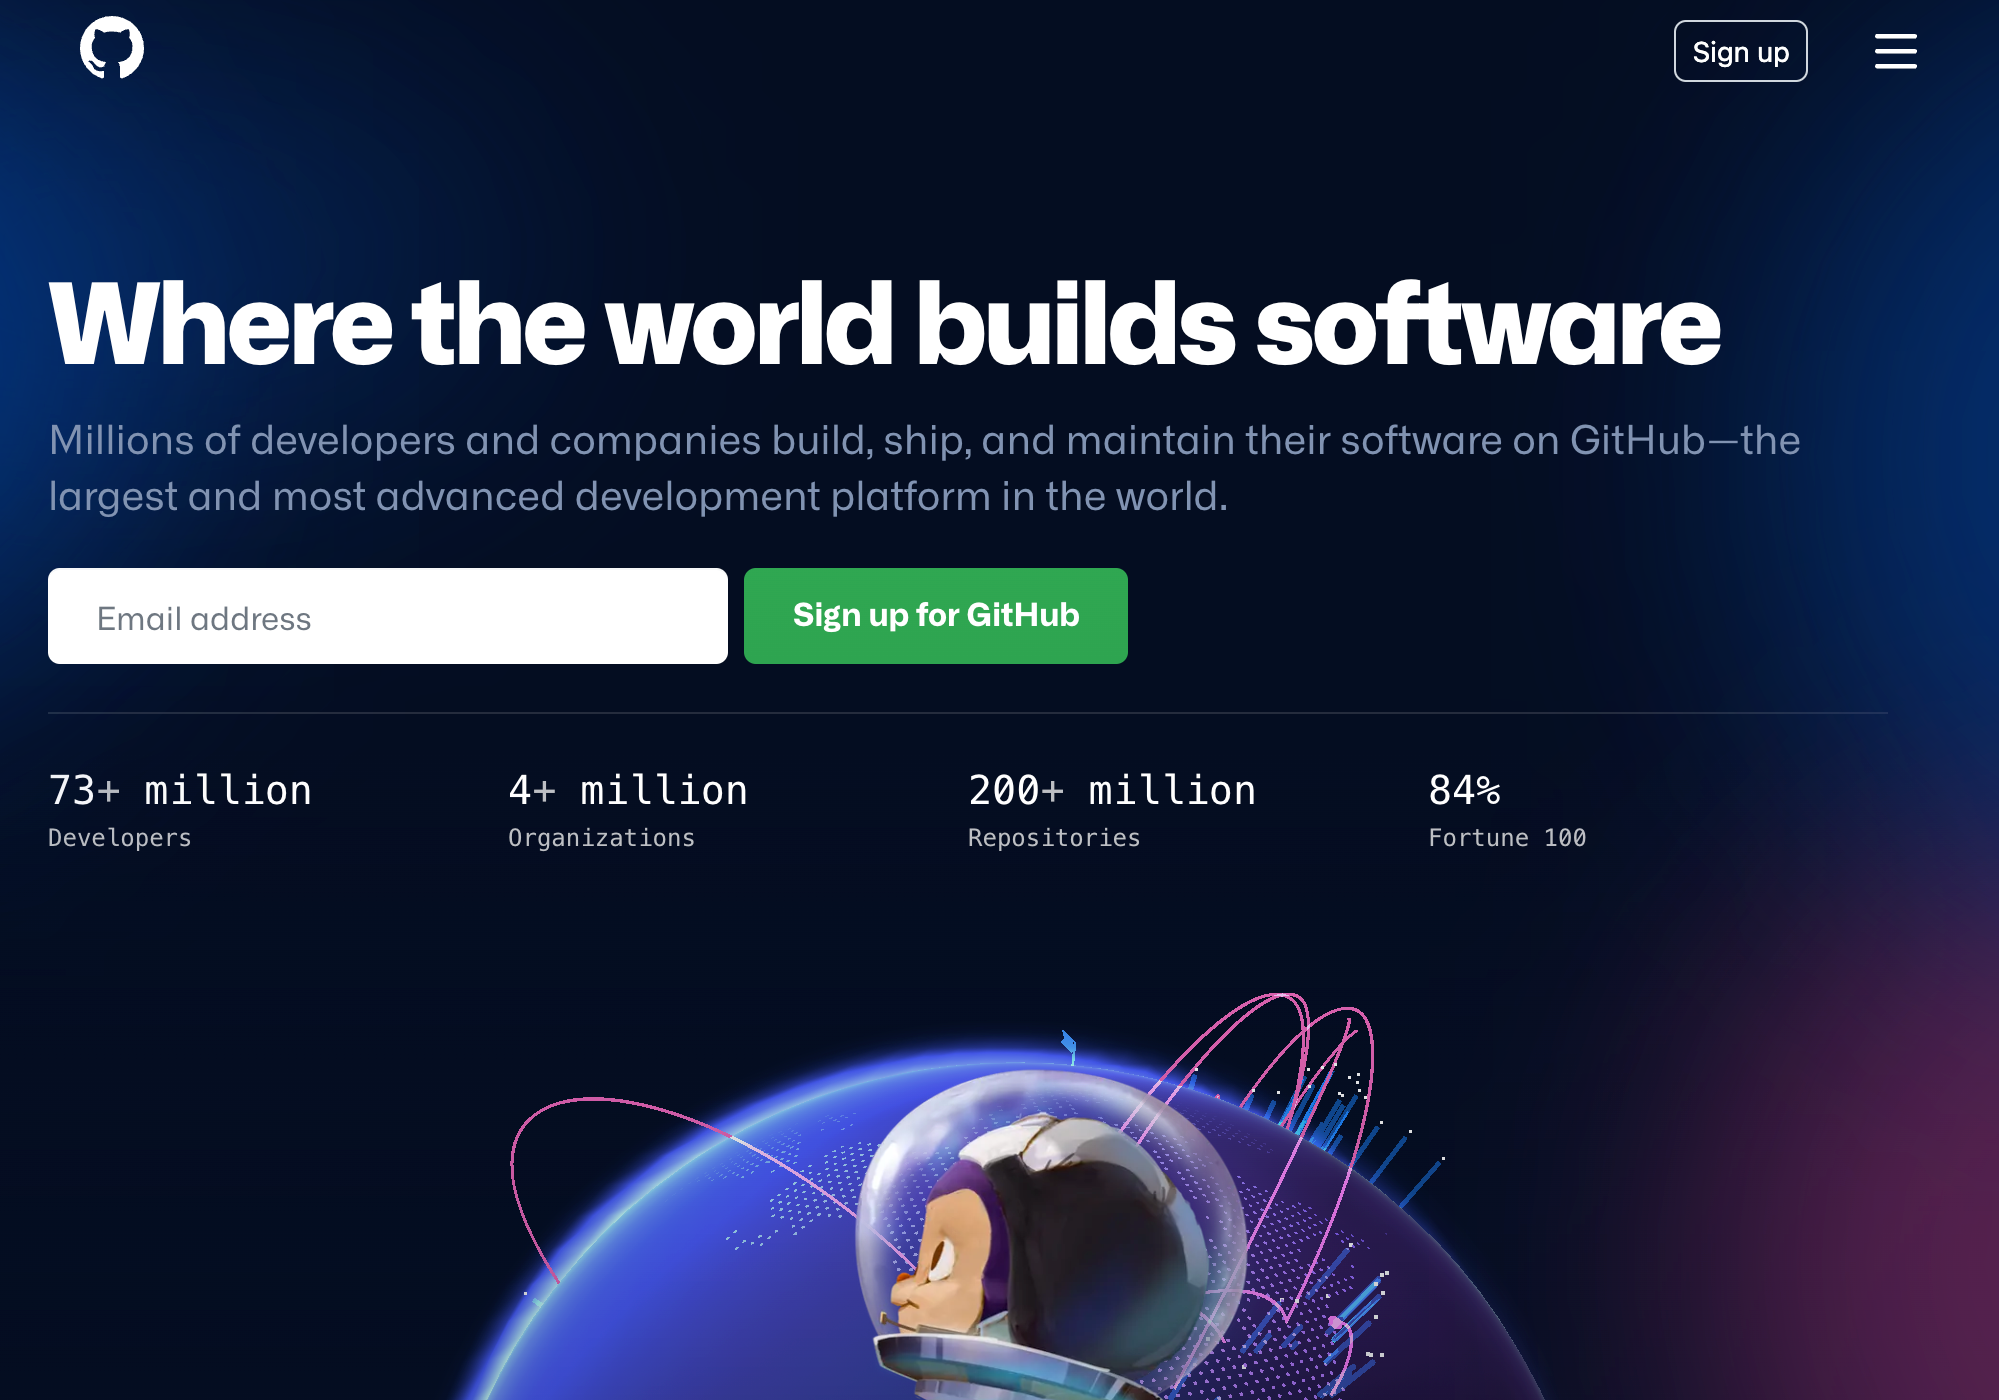 Sign up
Where the world builds software
Millions of developers and companies build, ship, and maintain their software on GitHub—the
largest and most advanced development platform in the world.
Email address
Sign up for GitHub
73+ million
Developers
4+ million
Organizations
200+ million
Repositories
84%
Fortune 100